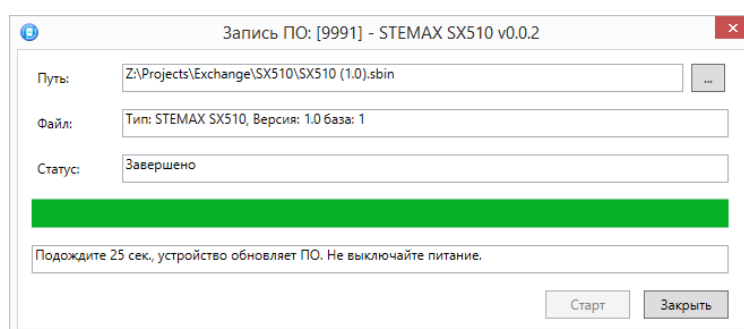 Запись ПО: [9991] - STEMAX SX510 v0.0.2
Путь: Z:\Projects\Exchange\SX510\SX510 (1.0).sbin ...
Файл: Тип: STEMAX SX510, Версия: 1.0 база: 1
Статус: Завершено
Подождите 25 сек., устройство обновляет ПО. Не выключайте питание.
Старт Закрыть